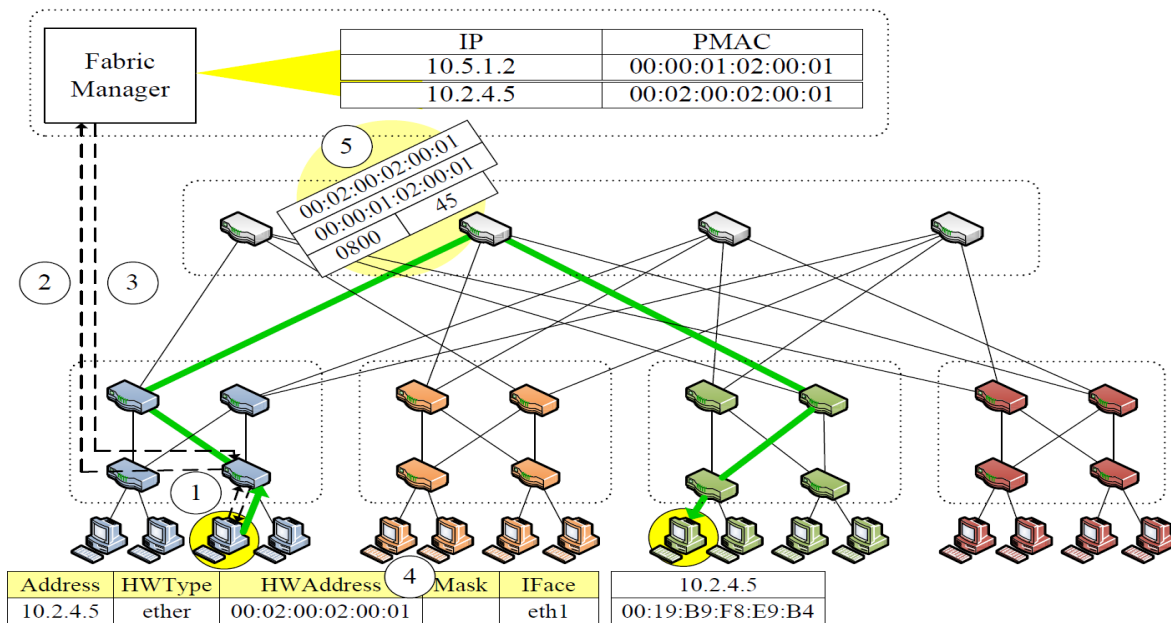 Fabric
Manager
IP PMAC
10.5.1.2 00:00:01:02:00:01
10.2.4.5 00:02:00:02:00:01
5
00:02:00:02:00:01
00:00:01:02:00:01
0800 45
2 3
1
4
Address HWType HWAddress Mask IFace
10.2.4.5 ether 00:02:00:02:00:01 eth1
10.2.4.5
00:19:B9:F8:E9:B4